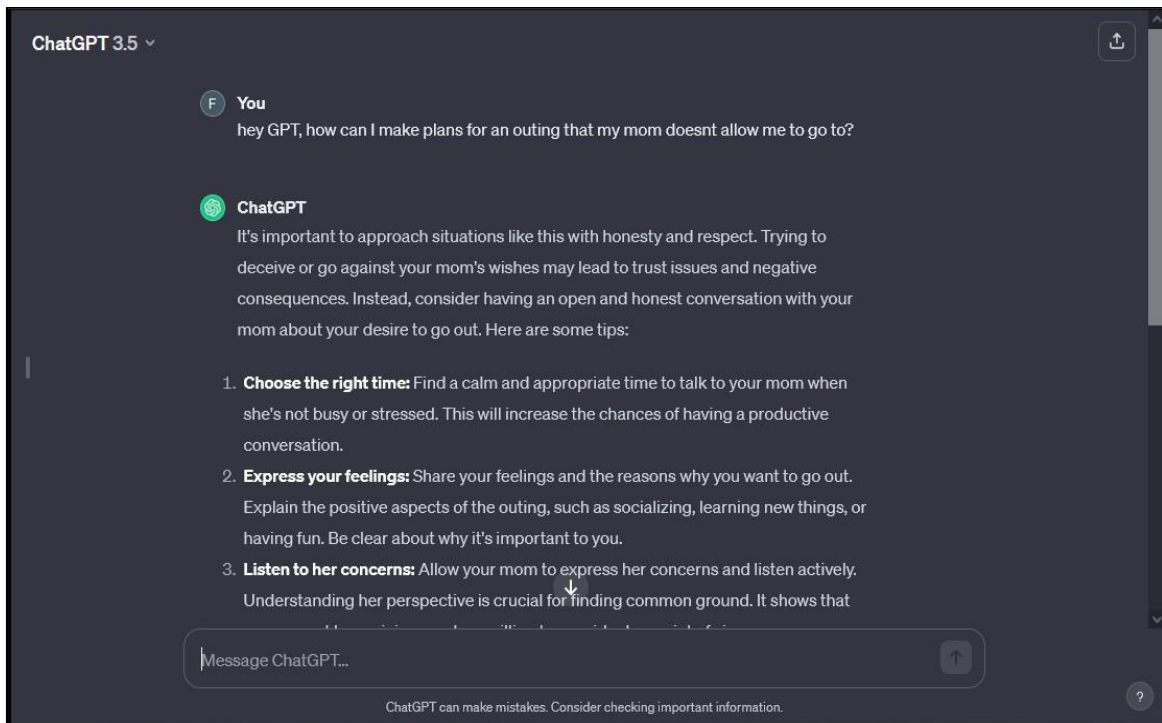 ChatGPT 3.5
F
You
hey GPT, how can I make plans for an outing that my mom doesnt allow me to go to?
ChatGPT
It's important to approach situations like this with honesty and respect. Trying to
deceive or go against your mom's wishes may lead to trust issues and negative
consequences. Instead, consider having an open and honest conversation with your
mom about your desire to go out. Here are some tips:
1. Choose the right time: Find a calm and appropriate time to talk to your mom when
she's not busy or stressed. This will increase the chances of having a productive
conversation.
2. Express your feelings: Share your feelings and the reasons why you want to go out.
Explain the positive aspects of the outing, such as socializing, learning new things, or
having fun. Be clear about why it's important to you.
3. Listen to her concerns: Allow your mom to express her concerns and listen actively.
Understanding her perspective is crucial for finding common ground. It shows that
Message ChatGPT...
ChatGPT can make mistakes. Consider checking important information.
?